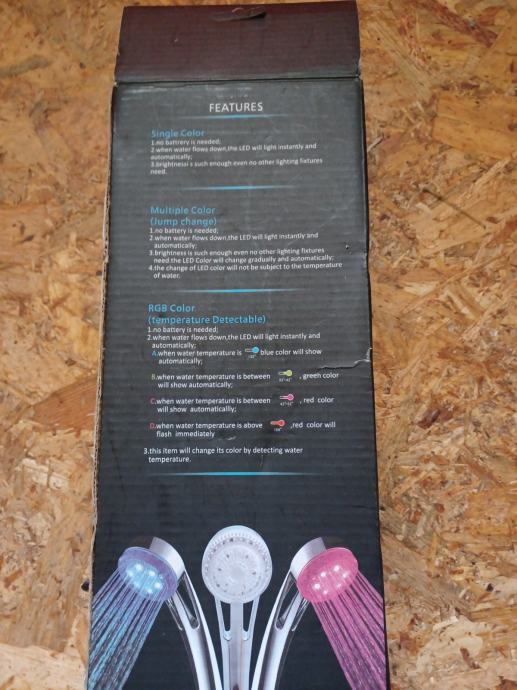 FEATURES
Single Color
1.no battrery is needed;
2.when water flows down,the LED will light instantly and
automatically;
3.brightness is such enough even no other lighting fixtures
need.
Multiple Color
(Jump change)
1.no battery is needed;
2.when water flows down,the LED will light instantly and
automatically;
3.brightness is such enough even no other lighting fixtures
need.the LED Color will change gradually and automatically;
4.the change of LED color will not be subject to the temperature
of water.
RGB Color
(temperature Detectable)
1.no battery is needed;
2.when water flows down,the LED will light instantly and
automatically;
A.when water temperature is blue color will show
automatically;
B.when water temperature is between , green color
will show automatically;
C.when water temperature is between , red color
will show automaticallly;
D.when water temperature is above ,red color will
flash immediately
3.this item will change its color by detecting water
temperature.